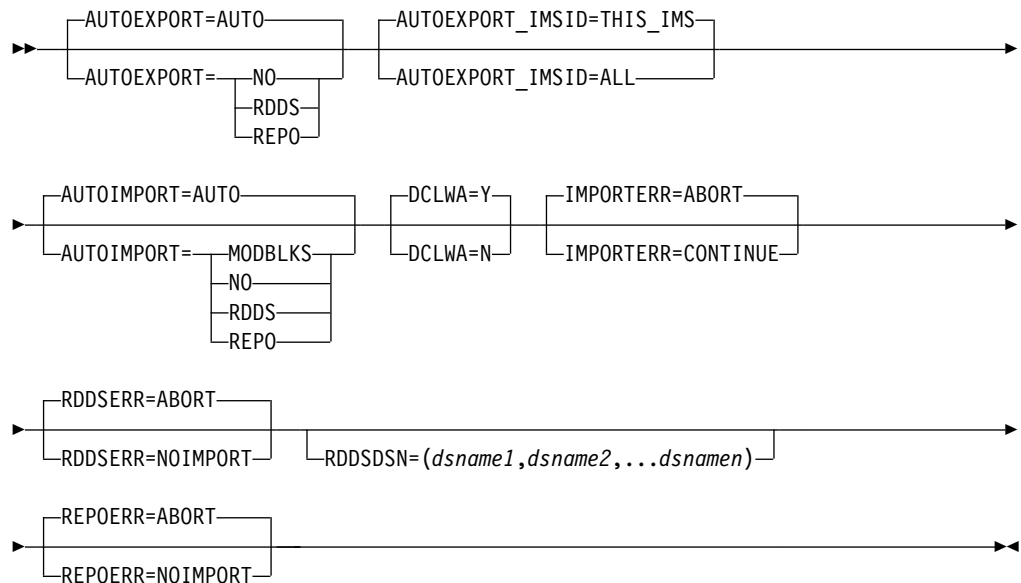 AUTOEXPORT=AUTO AUTOEXPORT_IMSID=THIS_IMS
AUTOEXPORT= NO AUTOEXPORT_IMSID=ALL
RDDS
REPO
AUTOIMPORT=AUTO DCLWA=Y IMPORTERR=ABORT
AUTOIMPORT= MODBLKS DCLWA=N IMPORTERR=CONTINUE
NO
RDDS
REPO
RDDSERR=ABORT
RDDSERR=NOIMPORT RDDSDSN=(dsname1,dsname2,...dsnamen)
REPOERR=ABORT
REPOERR=NOIMPORT